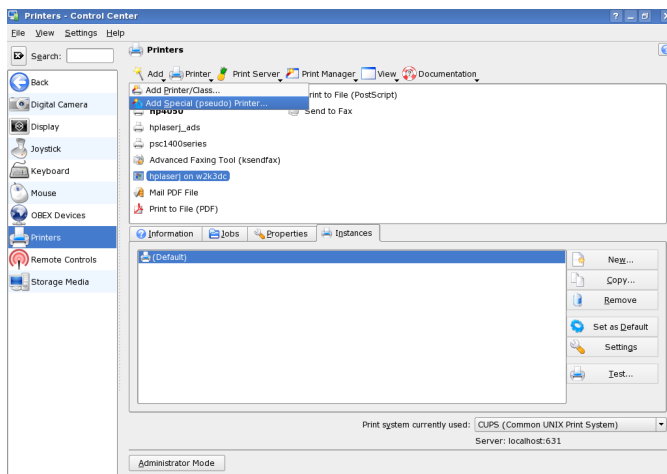 Printers - Control Center
File View Settings Help
Search:
Back
Digital Camera
Display
Joystick
Keyboard
Mouse
OBEX Devices
Printers
Remote Controls
Storage Media
Printers
Add Printer Print Server Print Manager View Documentation
Add Printer/Class...
Add Special (pseudo) Printer...
rint to File (PostScript)
hp4050
Send to Fax
hplaserj_ads
psc1400series
Advanced Faxing Tool (ksendfax)
hplaserj on w2k3dc
Mail PDF File
Print to File (PDF)
Information Jobs Properties Instances
(Default)
New...
Copy...
Remove
Set as Default
Settings
Test...
Print system currently used: CUPS (Common UNIX Print System)
Server: localhost:631
Administrator Mode